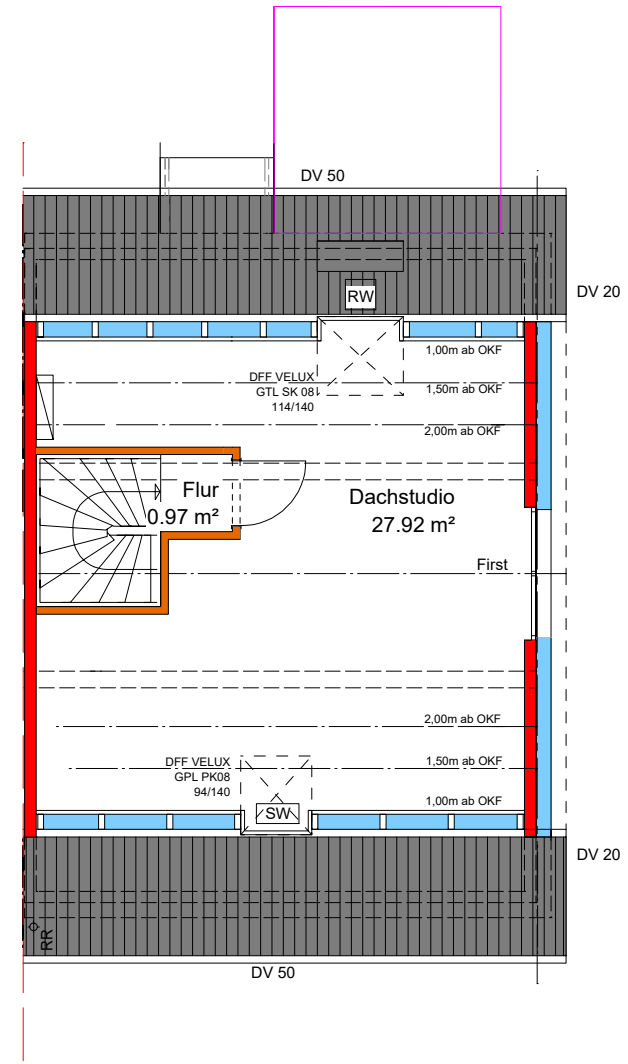 DV 50
DV 20
RW
1,00m ab OKF
DFF VELUX
GTL SK 08
114/140
1,50m ab OKF
2,00m ab OKF
Flur
0.97 m²
Dachstudio
27.92 m²
First
2,00m ab OKF
DFF VELUX
GPL PK08
94/140
1,50m ab OKF
1,00m ab OKF
SW
DV 20
RR
DV 50